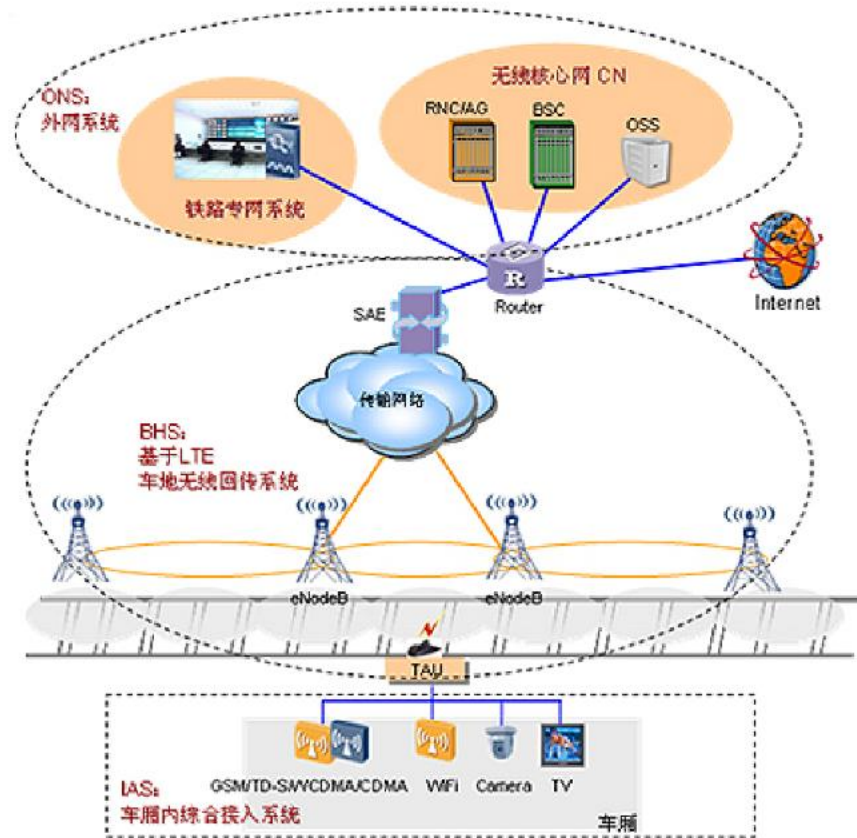 ONS:
外网系统
铁路专网系统
无线核心网 CN
RNC/AG
BSC
OSS
R
Router
Internet
SAE
传输网络
BHS:
基于LTE
车地无线回传系统
eNodeB
eNodeB
TAU
GSM/TD-S/WCDMA/CDMA
WiFi
Camera
TV
IAS:
车厢内综合接入系统
车厢